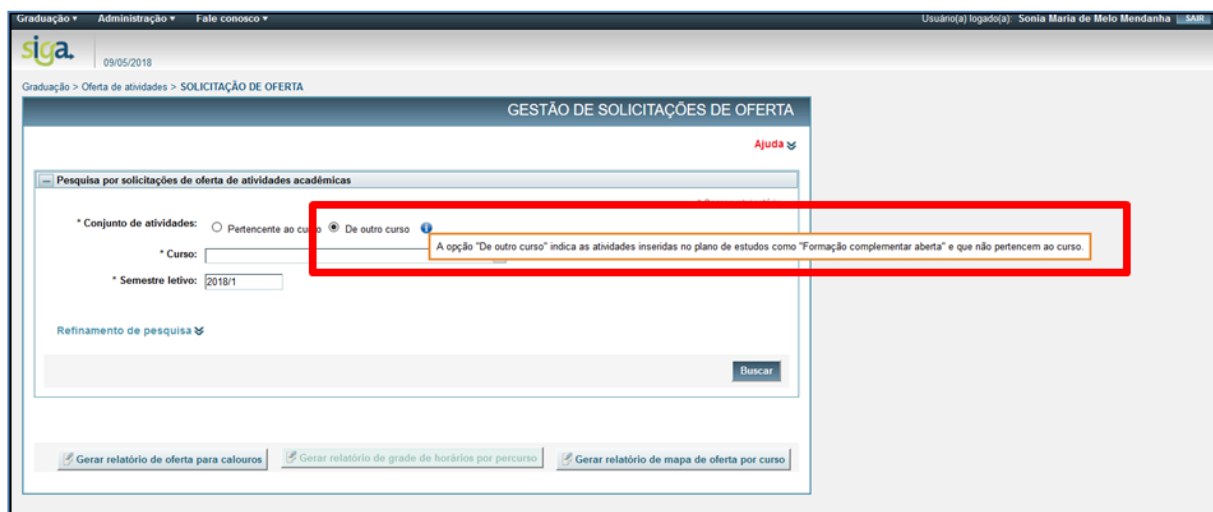 Graduação ▾ Administração ▾ Fale conosco ▾ Usuário(a) logado(a): Sonia Maria de Melo Mendanha SAIR
siga.
09/05/2018
Graduação > Oferta de atividades > SOLICITAÇÃO DE OFERTA
GESTÃO DE SOLICITAÇÕES DE OFERTA
Ajuda
Pesquisa por solicitações de oferta de atividades acadêmicas
* Conjunto de atividades: Pertencente ao curso De outro curso
A opção "De outro curso" indica as atividades inseridas no plano de estudos como "Formação complementar aberta" e que não pertencem ao curso.
* Curso:
* Semestre letivo: 2018/1
Refinamento de pesquisa
Buscar
Gerar relatório de oferta para calouros Gerar relatório de grade de horários por percurso Gerar relatório de mapa de oferta por curso